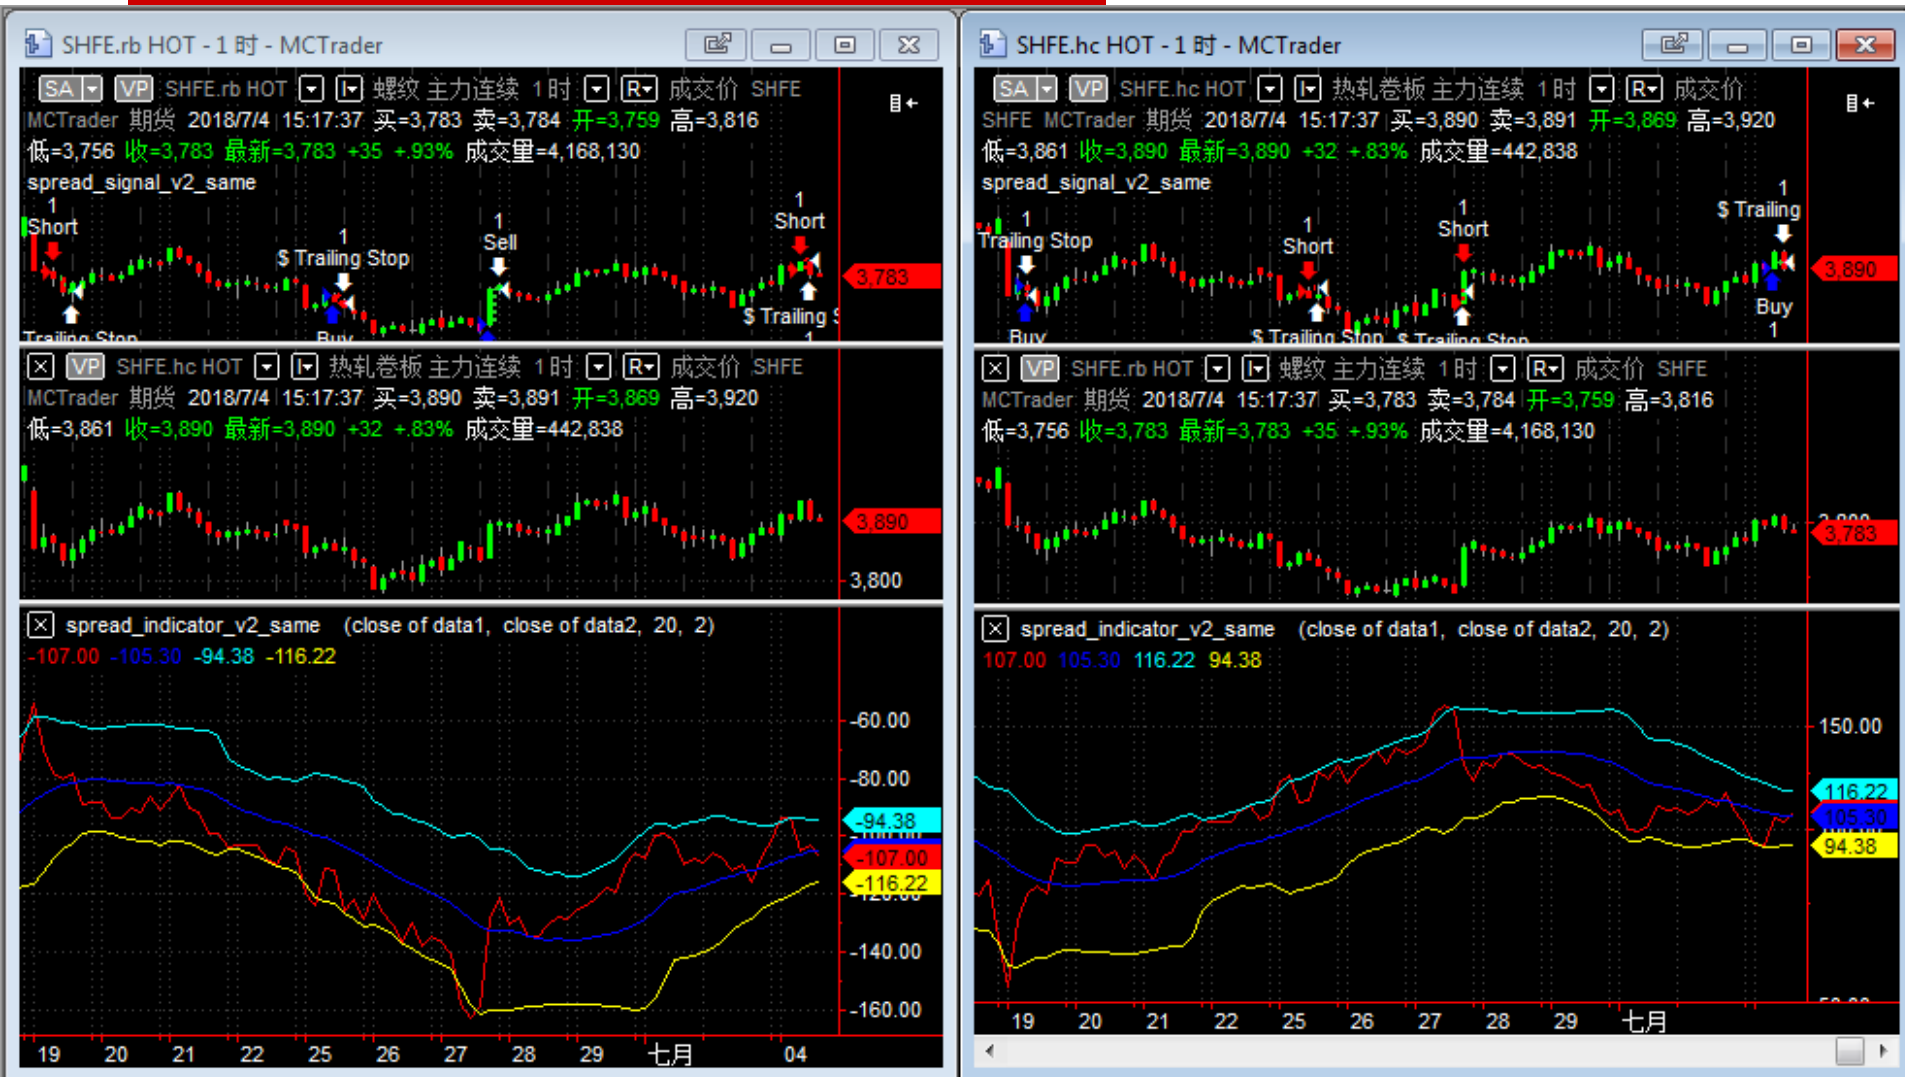 SHFE.rb HOT - 1 时 - MCTrader
SA VP SHFE.rb HOT 螺纹 主力连续 1时 R 成交价 SHFE
MCTrader 期货 2018/7/4 15:17:37 买=3,783 卖=3,784 开=3,759 高=3,816
低=3,756 收=3,783 最新=3,783 +35 +.93% 成交量=4,168,130
spread_signal_v2_same
1
Short
Trailing Stop
1
$ Trailing Stop
Buy
1
Sell
1
Short
$ Trailing S
1
3,783
VP SHFE.hc HOT 热轧卷板 主力连续 1时 R 成交价 SHFE
MCTrader 期货 2018/7/4 15:17:37 买=3,890 卖=3,891 开=3,869 高=3,920
低=3,861 收=3,890 最新=3,890 +32 +.83% 成交量=442,838
3,890
3,800
spread_indicator_v2_same (close of data1, close of data2, 20, 2)
-107.00 -105.30 -94.38 -116.22
-60.00
-80.00
-94.38
-107.00
-116.22
-120.00
-140.00
-160.00
19 20 21 22 25 26 27 28 29 七月 04
SHFE.hc HOT - 1 时 - MCTrader
SA VP SHFE.hc HOT 热轧卷板 主力连续 1时 R 成交价
SHFE MCTrader 期货 2018/7/4 15:17:37 买=3,890 卖=3,891 开=3,869 高=3,920
低=3,861 收=3,890 最新=3,890 +32 +.83% 成交量=442,838
spread_signal_v2_same
1
Trailing Stop
Buy
1
Short
$ Trailing Stop
1
Short
$ Trailing Stop
1
$ Trailing
Buy
1
3,890
VP SHFE.rb HOT 螺纹 主力连续 1时 R 成交价 SHFE
MCTrader 期货 2018/7/4 15:17:37 买=3,783 卖=3,784 开=3,759 高=3,816
低=3,756 收=3,783 最新=3,783 +35 +.93% 成交量=4,168,130
3,783
spread_indicator_v2_same (close of data1, close of data2, 20, 2)
107.00 105.30 116.22 94.38
150.00
116.22
105.30
94.38
19 20 21 22 25 26 27 28 29 七月